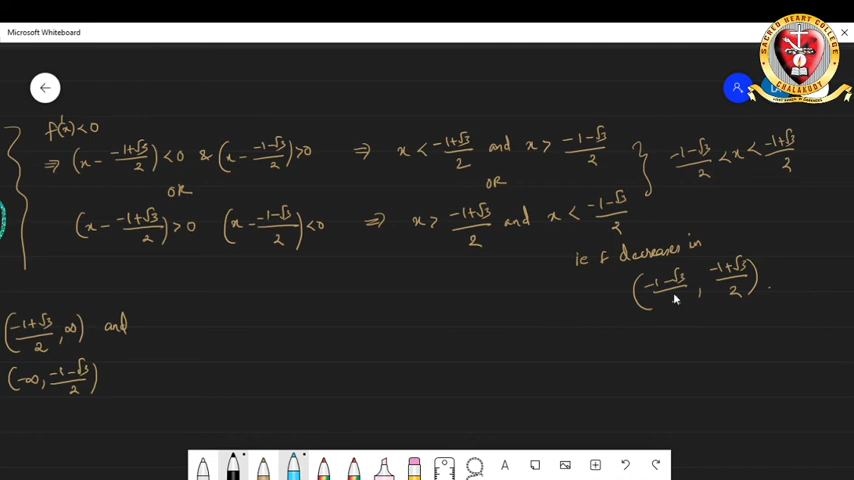 Microsoft Whiteboard
SACRED HEART COLLEGE
CHALAKUDY
f'(x) < 0
⇒ (x - (-1+√3)/2) < 0 & (x - (-1-√3)/2) > 0 ⇒ x < (-1+√3)/2 and x > (-1-√3)/2 } (-1-√3)/2 < x < (-1+√3)/2
OR OR
(x - (-1+√3)/2) > 0 (x - (-1-√3)/2) < 0 ⇒ x > (-1+√3)/2 and x < (-1-√3)/2
ie f decreases in
((-1-√3)/2, (-1+√3)/2).
((-1+√3)/2, ∞) and
(-∞, (-1-√3)/2)
A